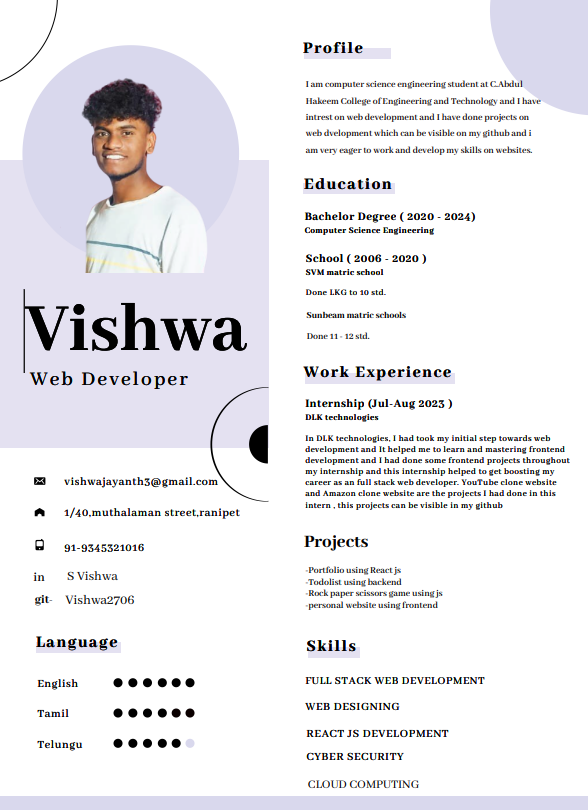 Vishwa
Web Developer
vishwajayanth3@gmail.com
1/40,muthalaman street,ranipet
91-9345321016
in S Vishwa
git- Vishwa2706
Language
English
Tamil
Telungu
Profile
I am computer science engineering student at C.Abdul
Hakeem College of Engineering and Technology and I have
intrest on web development and I have done projects on
web dvelopment which can be visible on my github and i
am very eager to work and develop my skills on websites.
Education
Bachelor Degree ( 2020 - 2024)
Computer Science Engineering
School ( 2006 - 2020 )
SVM matric school
Done LKG to 10 std.
Sunbeam matric schools
Done 11 - 12 std.
Work Experience
Internship (Jul-Aug 2023 )
DLK technologies
In DLK technologies, I had took my initial step towards web
development and It helped me to learn and mastering frontend
development and I had done some frontend projects throughout
my internship and this internship helped to get boosting my
career as an full stack web developer. YouTube clone website
and Amazon clone website are the projects I had done in this
intern , this projects can be visible in my github
Projects
-Portfolio using React js
-Todolist using backend
-Rock paper scissors game using js
-personal website using frontend
Skills
FULL STACK WEB DEVELOPMENT
WEB DESIGNING
REACT JS DEVELOPMENT
CYBER SECURITY
CLOUD COMPUTING